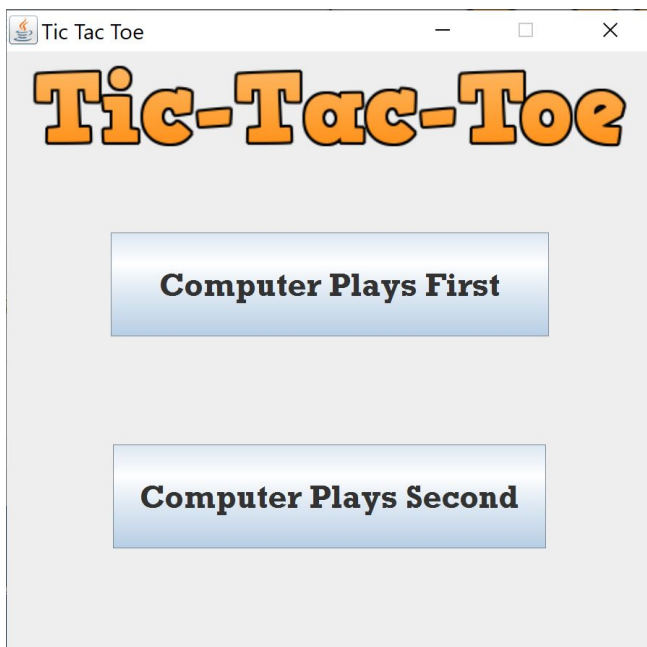 Tic Tac Toe
Tic-Tac-Toe
Computer Plays First
Computer Plays Second